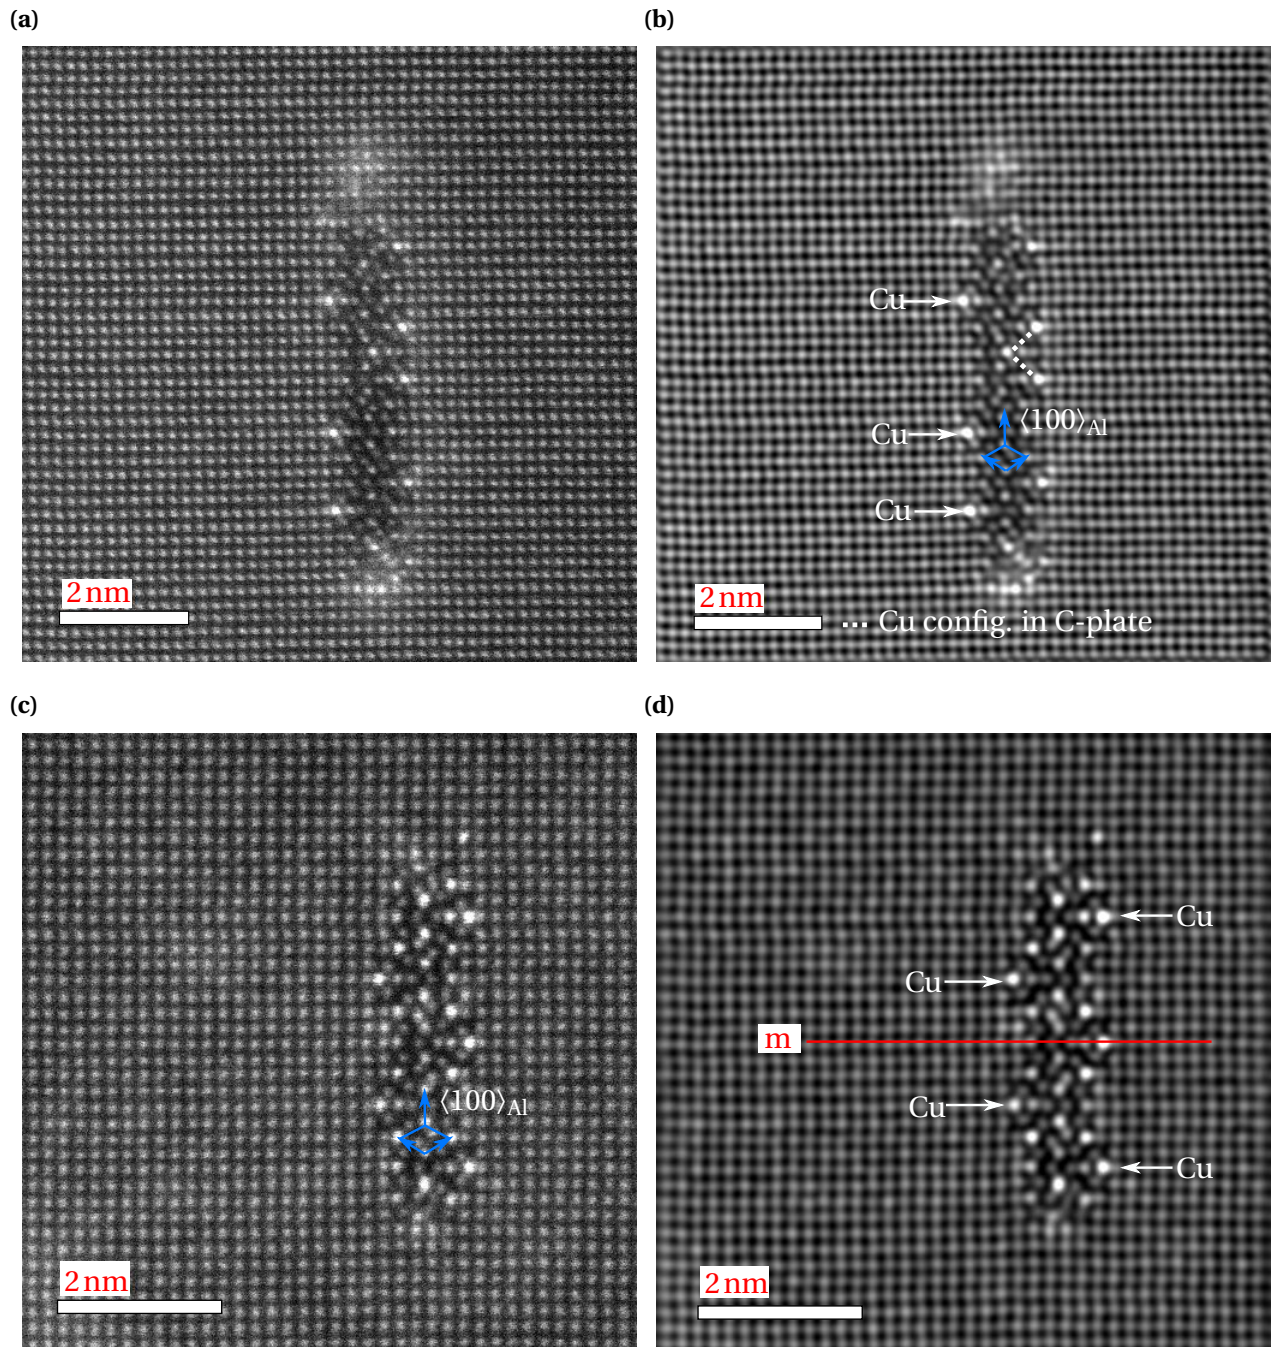 (a)
(b)
Cu
Cu
⟨100⟩Al
Cu
2 nm
2 nm
Cu config. in C-plate
(c)
(d)
Cu
Cu
m
⟨100⟩Al
Cu
Cu
2 nm
2 nm